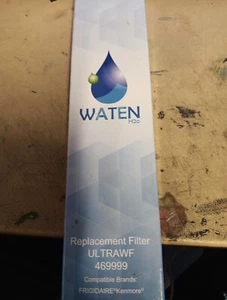 WATEN
H2o
Replacement Filter
ULTRAWF
469999
Compatible Brands:
FRIGIDAIRE®Kenmore®